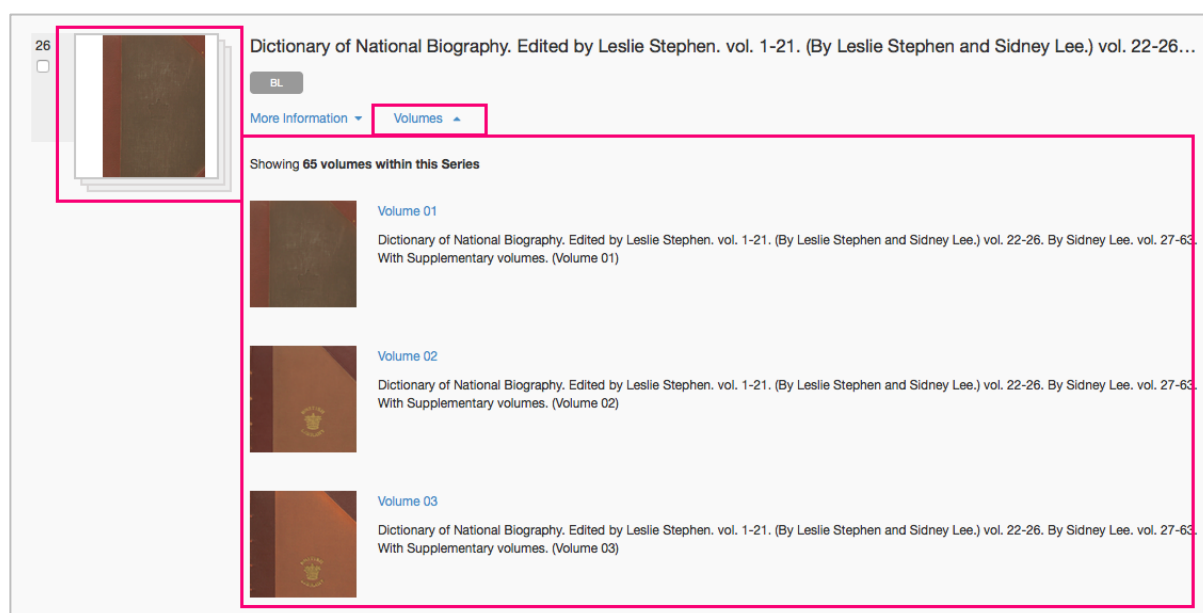 26
Dictionary of National Biography. Edited by Leslie Stephen. vol. 1-21. (By Leslie Stephen and Sidney Lee.) vol. 22-26...
BL
More Information
Volumes
Showing 65 volumes within this Series
Volume 01
Dictionary of National Biography. Edited by Leslie Stephen. vol. 1-21. (By Leslie Stephen and Sidney Lee.) vol. 22-26. By Sidney Lee. vol. 27-63.
With Supplementary volumes. (Volume 01)
Volume 02
Dictionary of National Biography. Edited by Leslie Stephen. vol. 1-21. (By Leslie Stephen and Sidney Lee.) vol. 22-26. By Sidney Lee. vol. 27-63.
With Supplementary volumes. (Volume 02)
Volume 03
Dictionary of National Biography. Edited by Leslie Stephen. vol. 1-21. (By Leslie Stephen and Sidney Lee.) vol. 22-26. By Sidney Lee. vol. 27-63.
With Supplementary volumes. (Volume 03)